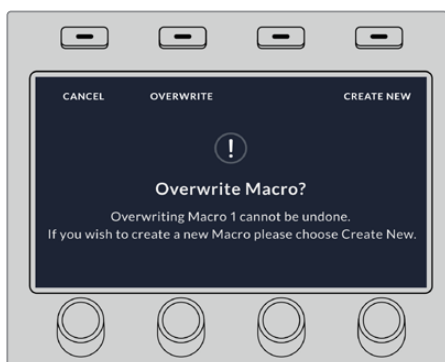 CANCEL OVERWRITE CREATE NEW
!
Overwrite Macro?
Overwriting Macro 1 cannot be undone.
If you wish to create a new Macro please choose Create New.